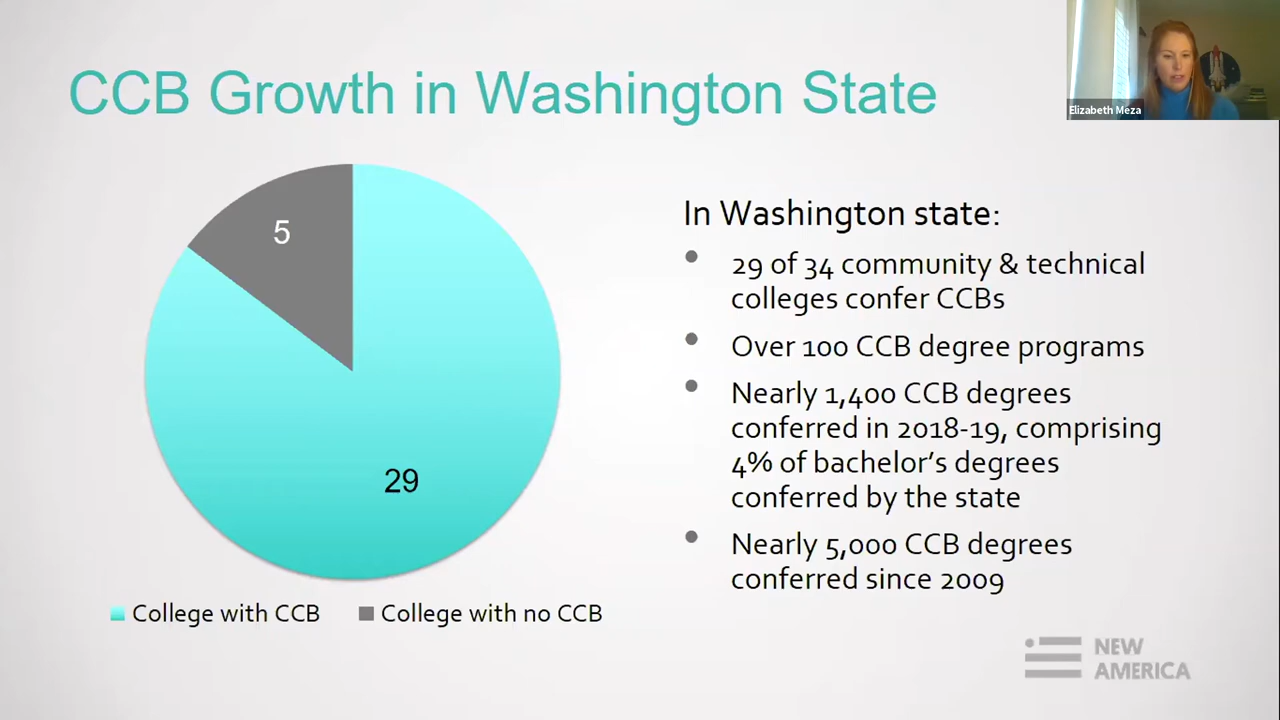 CCB Growth in Washington State
Elizabeth Meza
5
29
College with CCB
College with no CCB
In Washington state:
• 29 of 34 community & technical
colleges confer CCBs
• Over 100 CCB degree programs
• Nearly 1,400 CCB degrees
conferred in 2018-19, comprising
4% of bachelor’s degrees
conferred by the state
• Nearly 5,000 CCB degrees
conferred since 2009
NEW
AMERICA